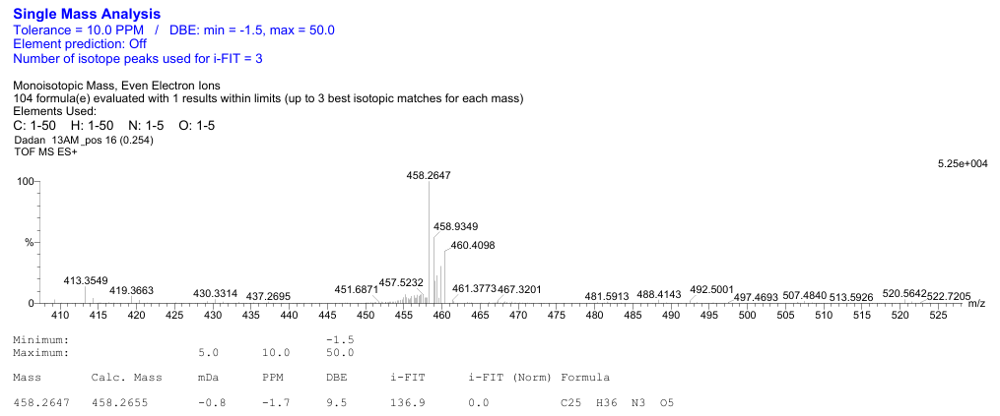 Single Mass Analysis
Tolerance = 10.0 PPM / DBE: min = -1.5, max = 50.0
Element prediction: Off
Number of isotope peaks used for i-FIT = 3
Monoisotopic Mass, Even Electron Ions
104 formula(e) evaluated with 1 results within limits (up to 3 best isotopic matches for each mass)
Elements Used:
C: 1-50 H: 1-50 N: 1-5 O: 1-5
Dadan 13AM_pos 16 (0.254)
TOF MS ES+
5.25e+004
100
%
0
458.2647
458.9349
460.4098
413.3549
419.3663
430.3314
437.2695
451.6871
457.5232
461.3773
467.3201
481.5913
488.4143
492.5001
497.4693
507.4840
513.5926
520.5642
522.7205
m/z
410 415 420 425 430 435 440 445 450 455 460 465 470 475 480 485 490 495 500 505 510 515 520 525
Minimum: -1.5
Maximum: 5.0 10.0 50.0
Mass Calc. Mass mDa PPM DBE i-FIT i-FIT (Norm) Formula
458.2647 458.2655 -0.8 -1.7 9.5 136.9 0.0 C25 H36 N3 O5